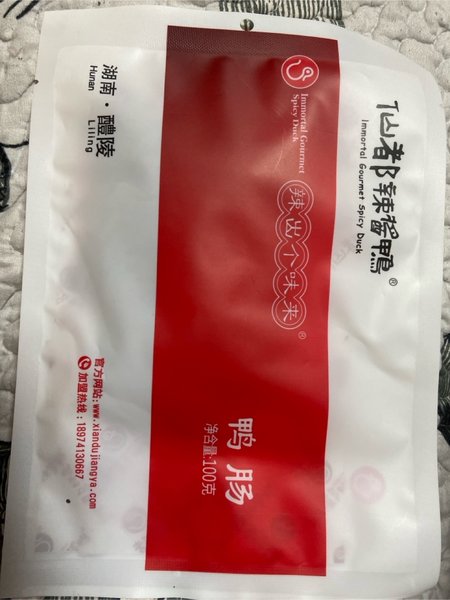 仙都辣酱鸭®
Immortal Gourmet Spicy Duck
Immortal Gourmet
Spicy Duck
辣出个味来®
鸭肠
净含量:100克
湖南·醴陵
Hunan Liling
官方网站:www.xiandujiangya.com
加盟热线:18974130667